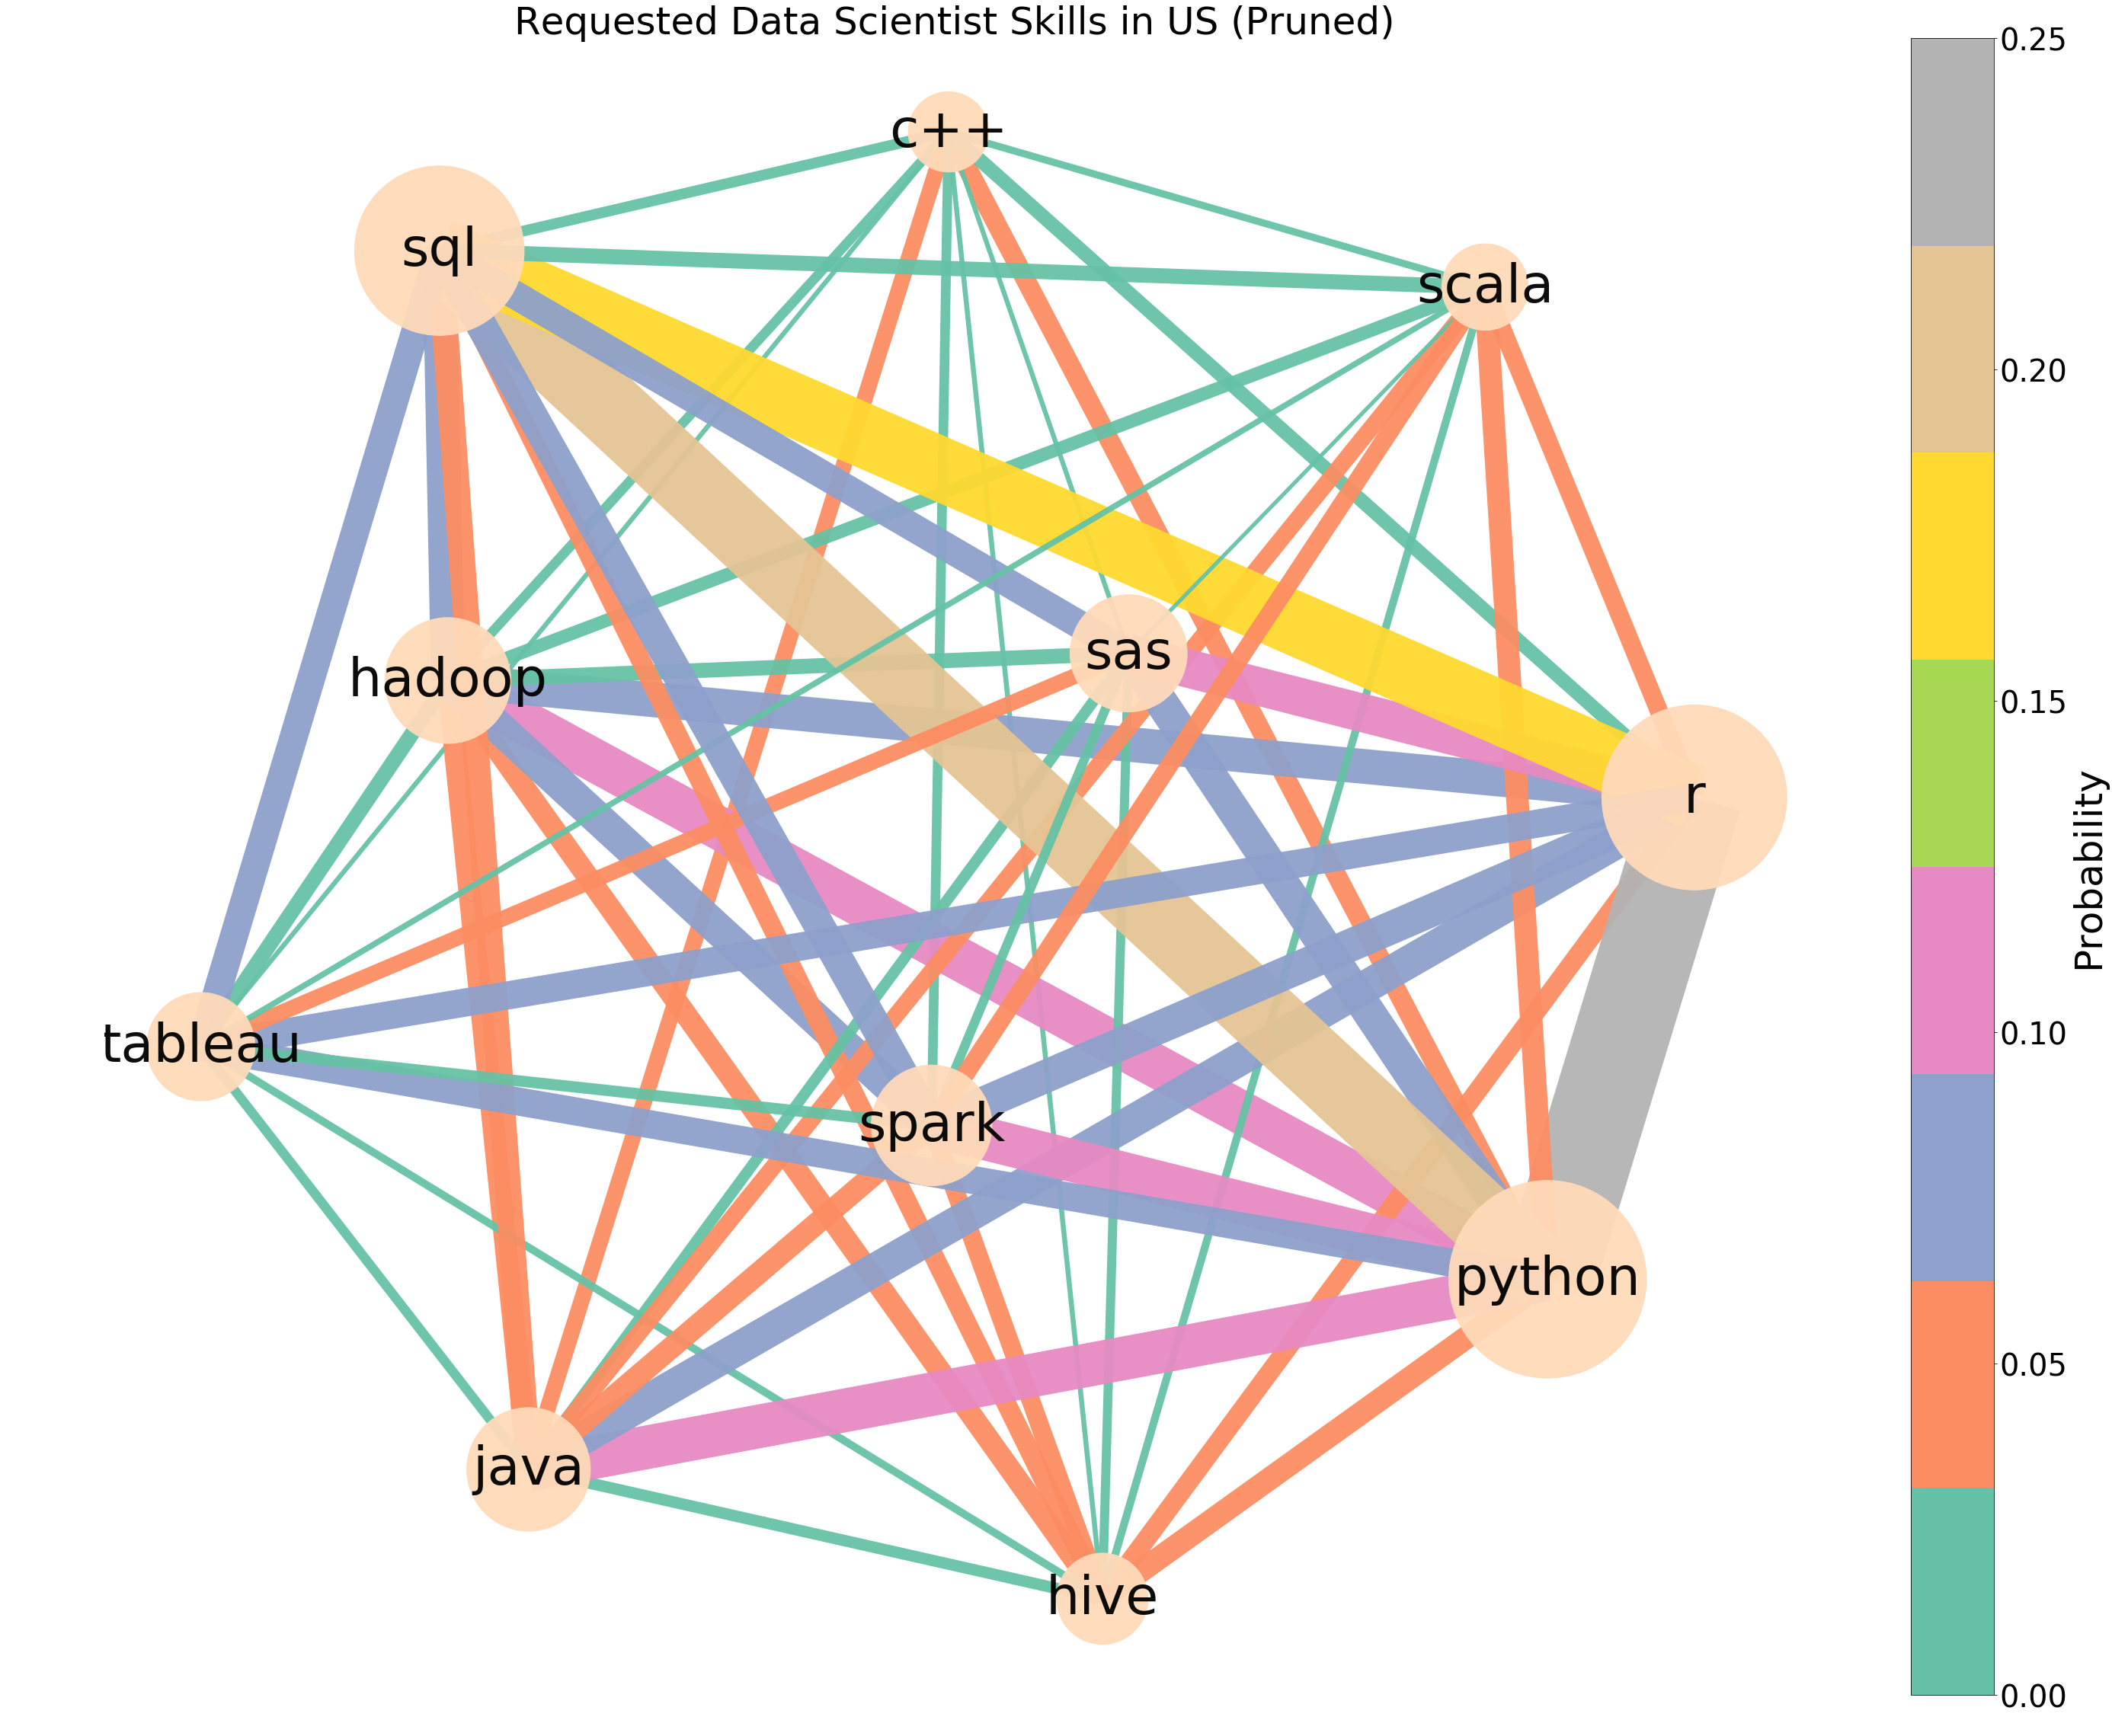 Requested Data Scientist Skills in US (Pruned)
0.25
c++
sql
scala
0.20
sas
hadoop
0.15
r
Probability
0.10
tableau
spark
python
0.05
java
hive
0.00